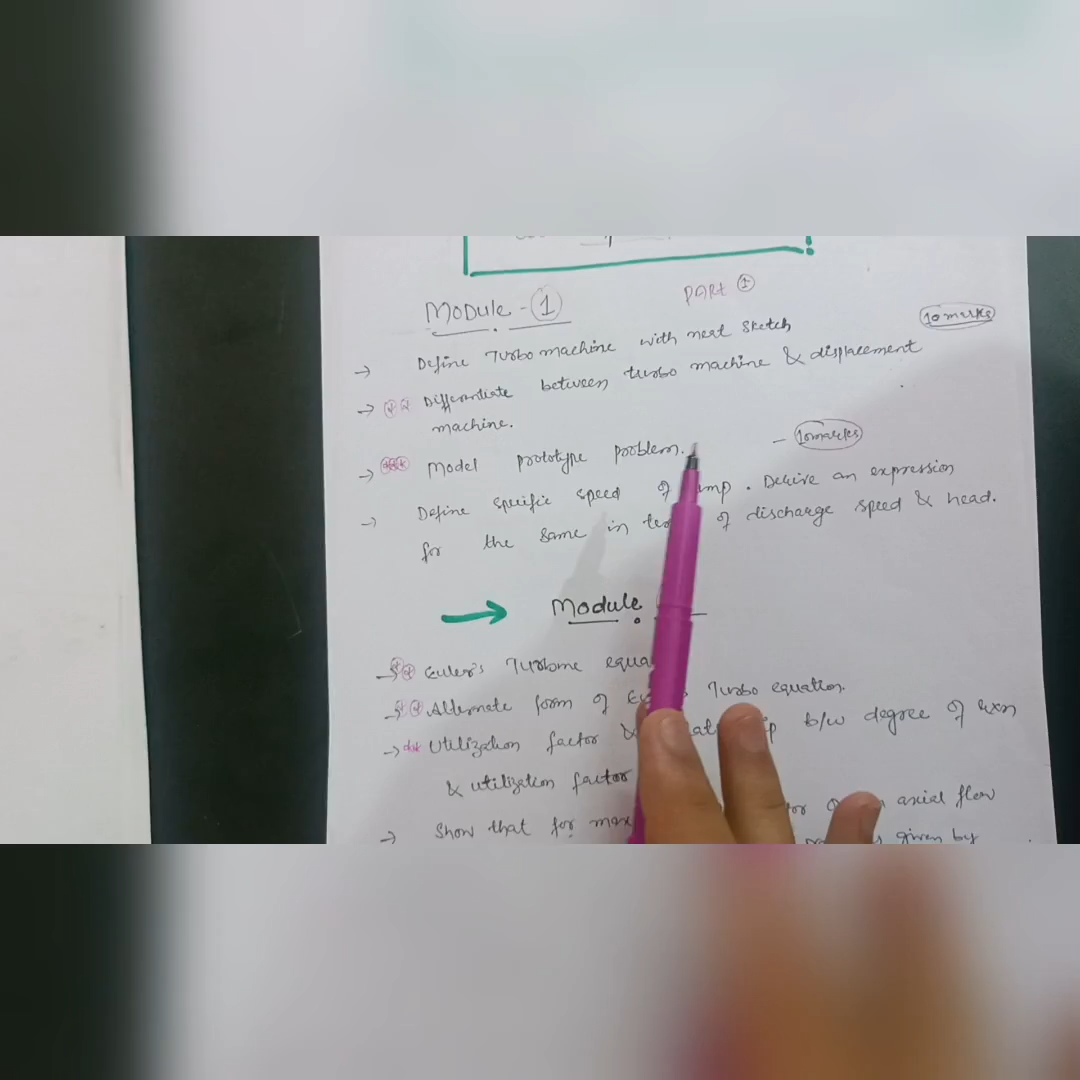 Module - 1
PART 1
10 marks
→ Define Turbo machine with neat sketch
→ ** Differentiate between turbo machine & displacement
machine.
→ *** Model prototype problem. - 10 marks
→ Define specific speed of . Derive an expression
for the same in of discharge speed & head.
→ Module
→ ** Euler's Turbine
→ ** Alternate form of Turbo equation.
→ ** Utilization factor & b/w degree of rxn
& utilization factor
→ Show that for axial flow
given by